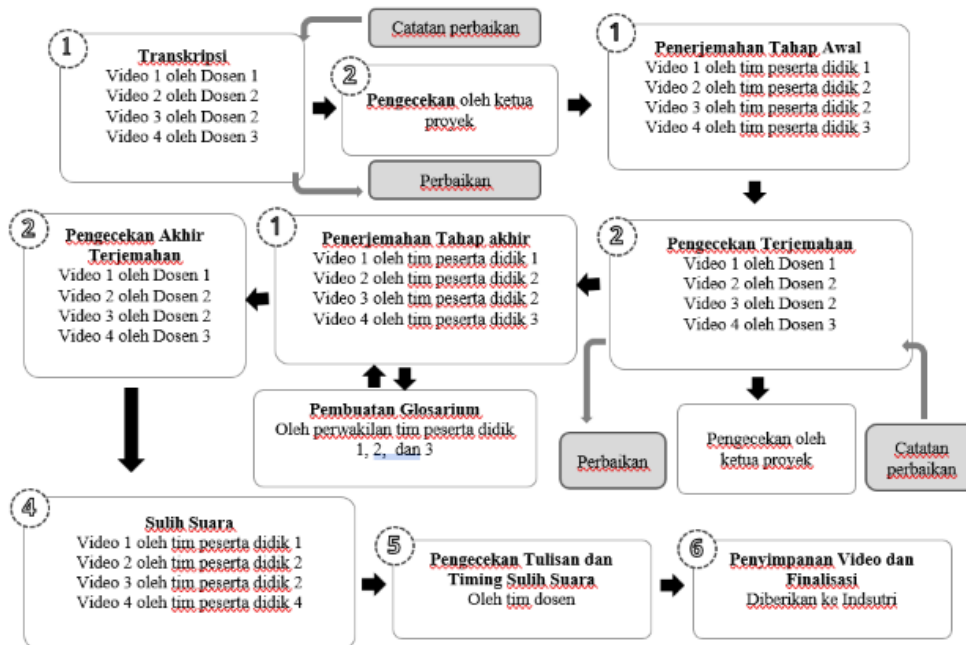 Catatan perbaikan
1
Transkripsi
Video 1 oleh Dosen 1
Video 2 oleh Dosen 2
Video 3 oleh Dosen 2
Video 4 oleh Dosen 3
2
Pengecekan oleh ketua
proyek
Perbaikan
1
Penerjemahan Tahap Awal
Video 1 oleh tim peserta didik 1
Video 2 oleh tim peserta didik 2
Video 3 oleh tim peserta didik 2
Video 4 oleh tim peserta didik 3
2
Pengecekan Akhir
Terjemahan
Video 1 oleh Dosen 1
Video 2 oleh Dosen 2
Video 3 oleh Dosen 2
Video 4 oleh Dosen 3
1
Penerjemahan Tahap akhir
Video 1 oleh tim peserta didik 1
Video 2 oleh tim peserta didik 2
Video 3 oleh tim peserta didik 2
Video 4 oleh tim peserta didik 3
2
Pengecekan Terjemahan
Video 1 oleh Dosen 1
Video 2 oleh Dosen 2
Video 3 oleh Dosen 2
Video 4 oleh Dosen 3
Pembuatan Glosarium
Oleh perwakilan tim peserta didik
1, 2, dan 3
Perbaikan
Pengecekan oleh
ketua proyek
Catatan
perbaikan
4
Sulih Suara
Video 1 oleh tim peserta didik 1
Video 2 oleh tim peserta didik 2
Video 3 oleh tim peserta didik 2
Video 4 oleh tim peserta didik 4
5
Pengecekan Tulisan dan
Timing Sulih Suara
Oleh tim dosen
6
Penyimpanan Video dan
Finalisasi
Diberikan ke Indsutri